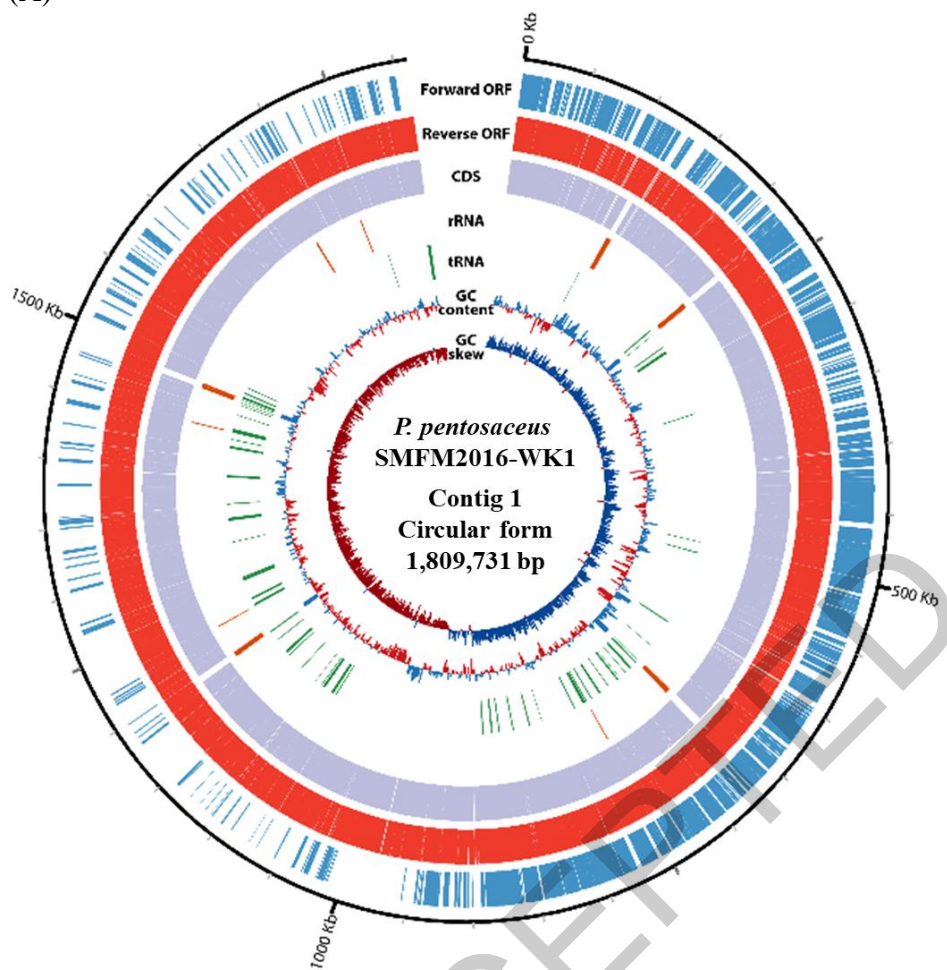 0 Kb
Forward ORF
Reverse ORF
CDS
rRNA
tRNA
GC
content
GC
skew
1500 Kb
P. pentosaceus
SMFM2016-WK1
Contig 1
Circular form
1,809,731 bp
500 Kb
1000 Kb
CEPTED